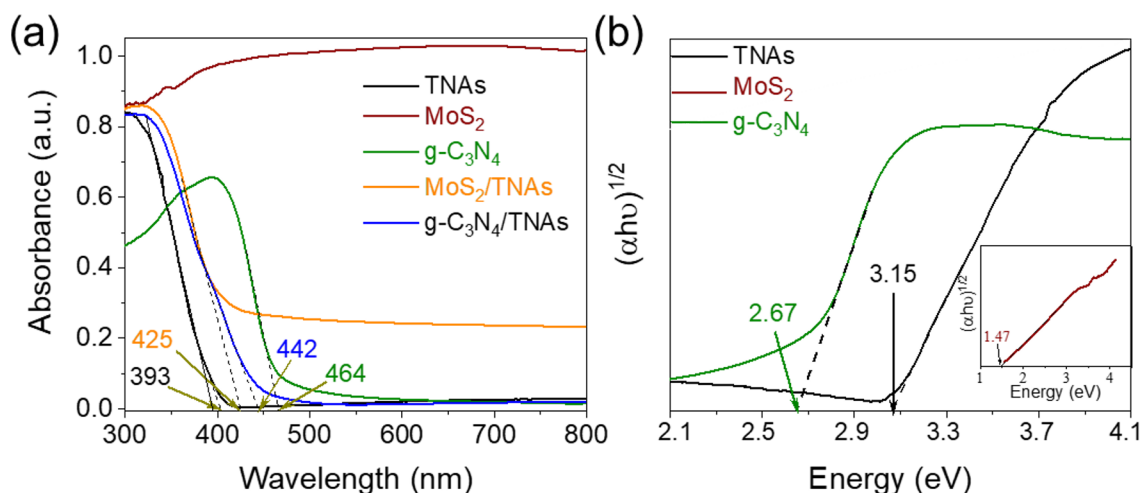 (a)
Absorbance (a.u.)
1.0
0.8
0.6
0.4
0.2
0.0
TNAs
MoS2
g-C3N4
MoS2/TNAs
g-C3N4/TNAs
425
393
442
464
300 400 500 600 700 800
Wavelength (nm)
(b)
(αhυ)1/2
TNAs
MoS2
g-C3N4
2.67
3.15
(αhυ)1/2
1.47
1 2 3 4
Energy (eV)
2.1 2.5 2.9 3.3 3.7 4.1
Energy (eV)